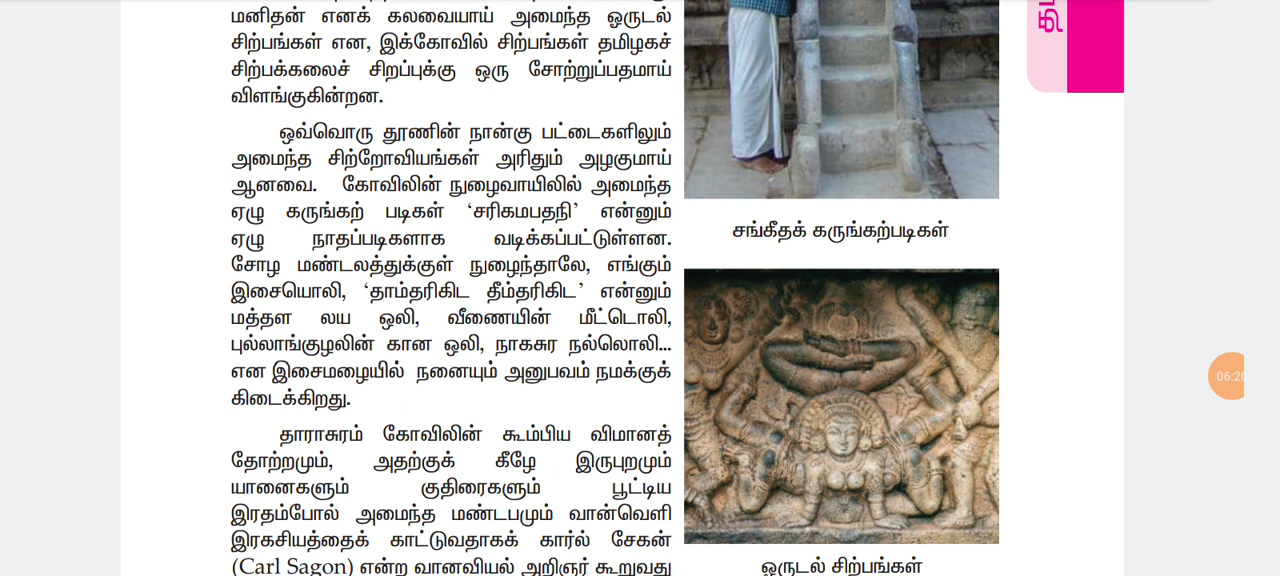 மனிதன் எனக் கலவையாய் அமைந்த ஒருடல்
சிற்பங்கள் என, இக்கோவில் சிற்பங்கள் தமிழகச்
சிற்பக்கலைச் சிறப்புக்கு ஒரு சோற்றுப்பதமாய்
விளங்குகின்றன.
ஒவ்வொரு தூணின் நான்கு பட்டைகளிலும்
அமைந்த சிற்றோவியங்கள் அரிதும் அழகுமாய்
ஆனவை. கோவிலின் நுழைவாயிலில் அமைந்த
ஏழு கருங்கற் படிகள் ‘சரிகமபதநி’ என்னும்
ஏழு நாதப்படிகளாக வடிக்கப்பட்டுள்ளன.
சோழ மண்டலத்துக்குள் நுழைந்தாலே, எங்கும்
இசையொலி, ‘தாம்தரிகிட தீம்தரிகிட’ என்னும்
மத்தள லய ஒலி, வீணையின் மீட்டொலி,
புல்லாங்குழலின் கான ஒலி, நாகசுர நல்லொலி...
என இசைமழையில் நனையும் அனுபவம் நமக்குக்
கிடைக்கிறது.
தாராசுரம் கோவிலின் கூம்பிய விமானத்
தோற்றமும், அதற்குக் கீழே இருபுறமும்
யானைகளும் குதிரைகளும் பூட்டிய
இரதம்போல் அமைந்த மண்டபமும் வான்வெளி
இரகசியத்தைக் காட்டுவதாகக் கார்ல் சேகன்
(Carl Sagon) என்ற வானவியல் அறிஞர் கூறுவது
சங்கீதக் கருங்கற்படிகள்
ஒருடல் சிற்பங்கள்